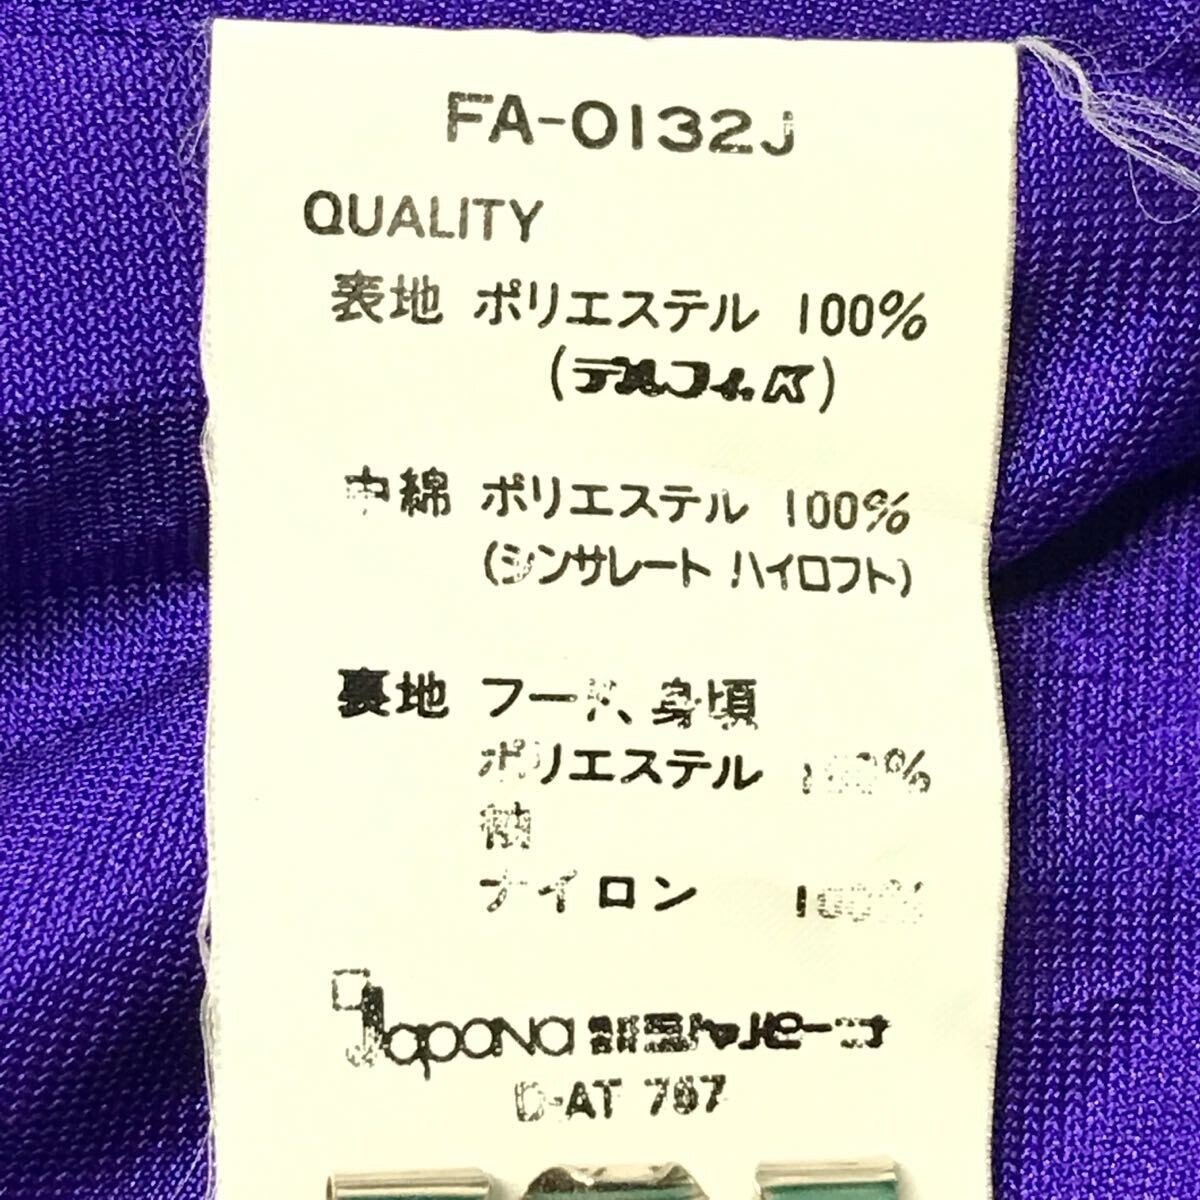 FA-0132J
QUALITY
表地 ポリエステル 100%
(デルフィ)
中綿 ポリエステル 100%
(シンサレート ハイロフト)
裏地 フード、身頃
ポリエステル 100%
袖
ナイロン 100%
Japana
D-AT 787